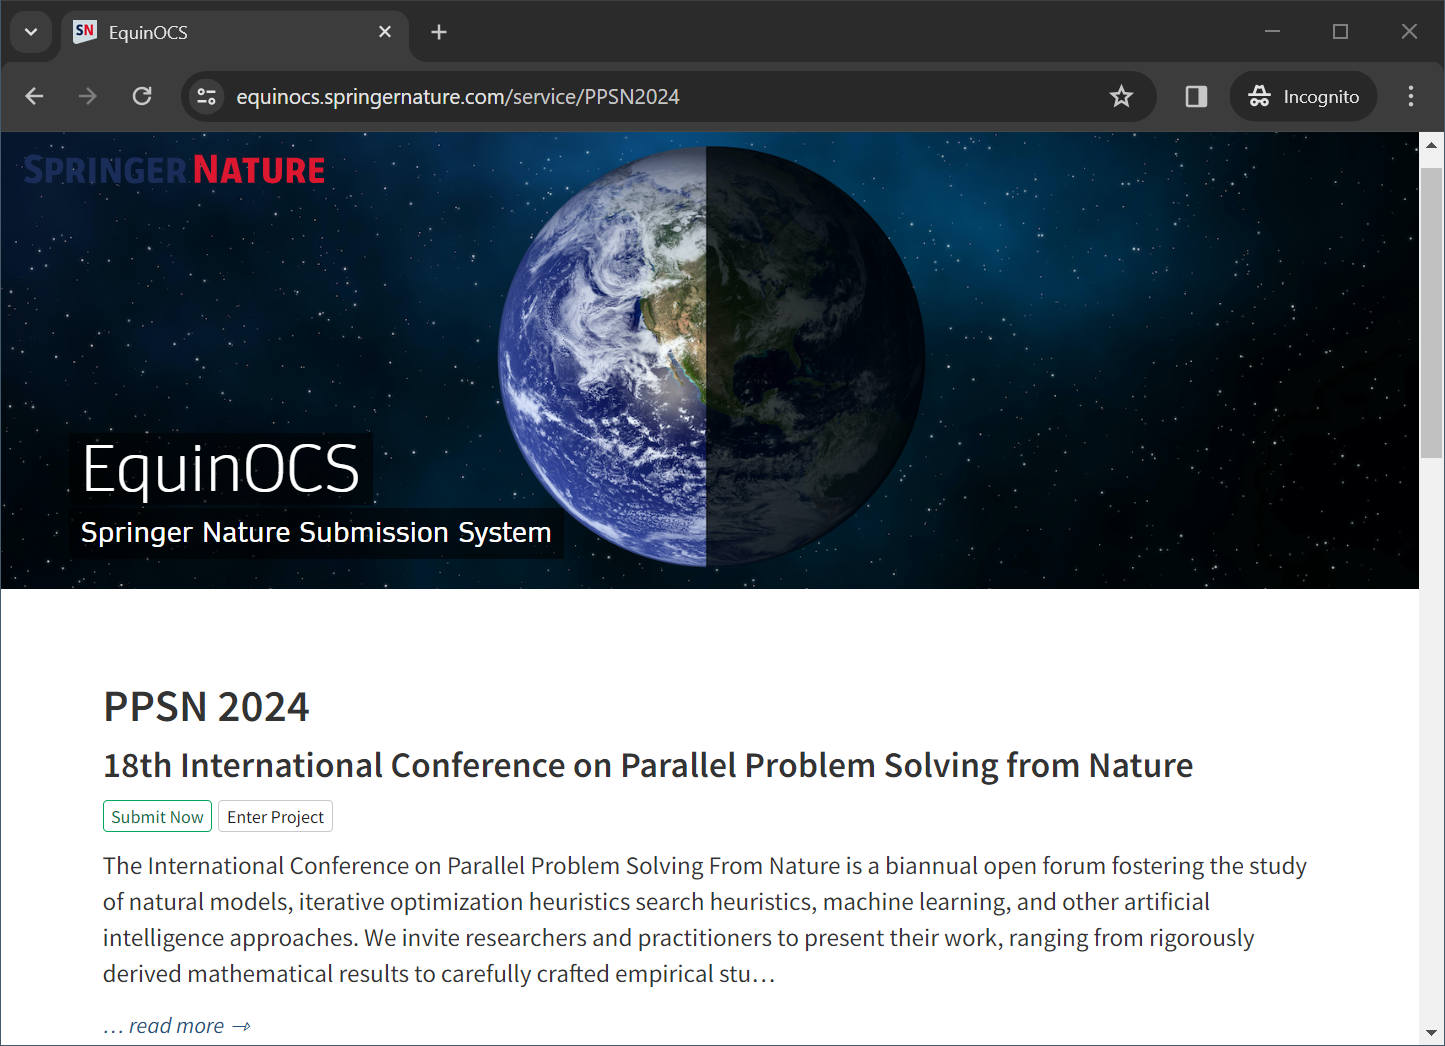 SN EquinOCS
equinocs.springernature.com/service/PPSN2024
Incognito
SPRINGER NATURE
EquinOCS
Springer Nature Submission System
PPSN 2024
18th International Conference on Parallel Problem Solving from Nature
Submit Now Enter Project
The International Conference on Parallel Problem Solving From Nature is a biannual open forum fostering the study
of natural models, iterative optimization heuristics search heuristics, machine learning, and other artificial
intelligence approaches. We invite researchers and practitioners to present their work, ranging from rigorously
derived mathematical results to carefully crafted empirical stu…
… read more →